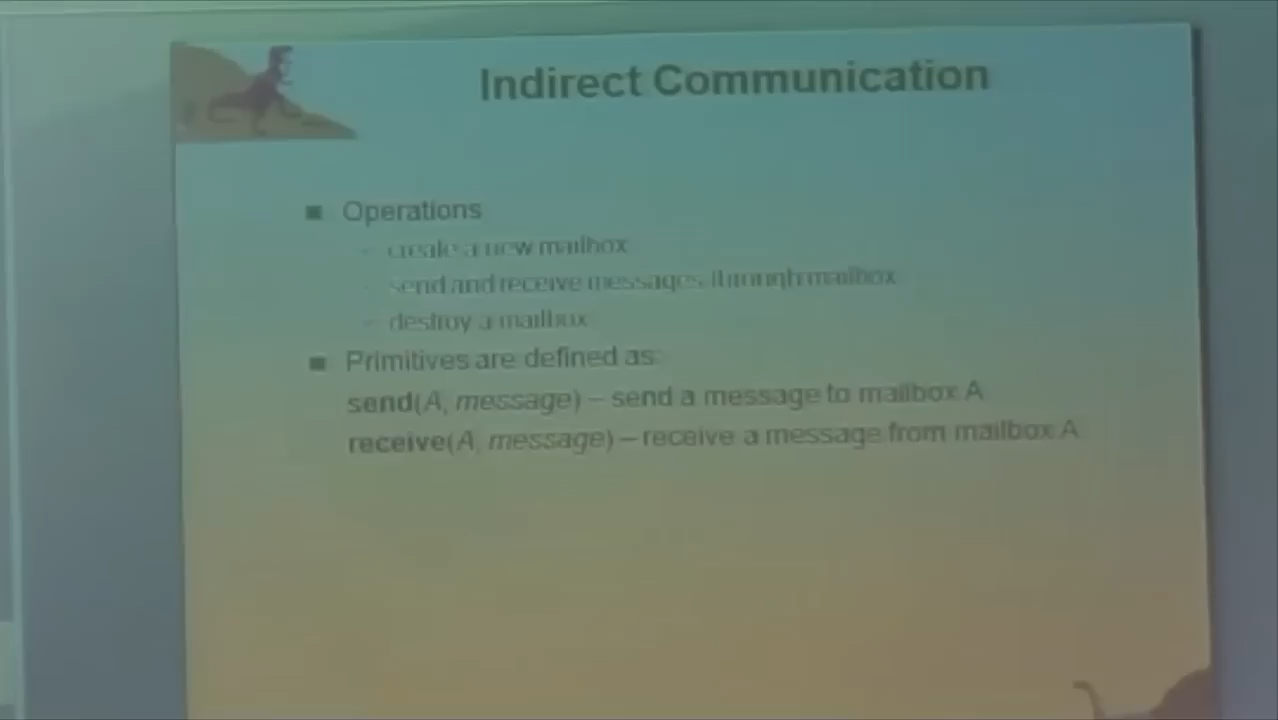 Indirect Communication
■ Operations
– create a new mailbox
– send and receive messages through mailbox
– destroy a mailbox
■ Primitives are defined as:
send(A, message) – send a message to mailbox A
receive(A, message) – receive a message from mailbox A